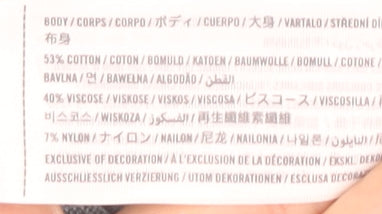 BODY / CORPS / CORPO / ボディ / CUERPO / 大身 / VARTALO / STŘEDNÍ
布身
53% COTTON / COTON / BOMULD / KATOEN / BAUMWOLLE / BOMULL / COTONE /
BAVLNA / 면 / BAWEŁNA / ALGODÃO / القطن
40% VISCOSE / VISKOSE / VISKOS / VISCOSA / ビスコース / VISCOSILLA /
비스코스 / WISKOZA / الفسكوز / 再生纖維素纖維
7% NYLON / ナイロン / NAILON / 尼龙 / NAILONIA / 나일론 / النايلون
EXCLUSIVE OF DECORATION / À L'EXCLUSION DE LA DÉCORATION / EKSKL.
AUSSCHLIESSLICH VERZIERUNG / UTOM DEKORATIONEN / ESCLUSA